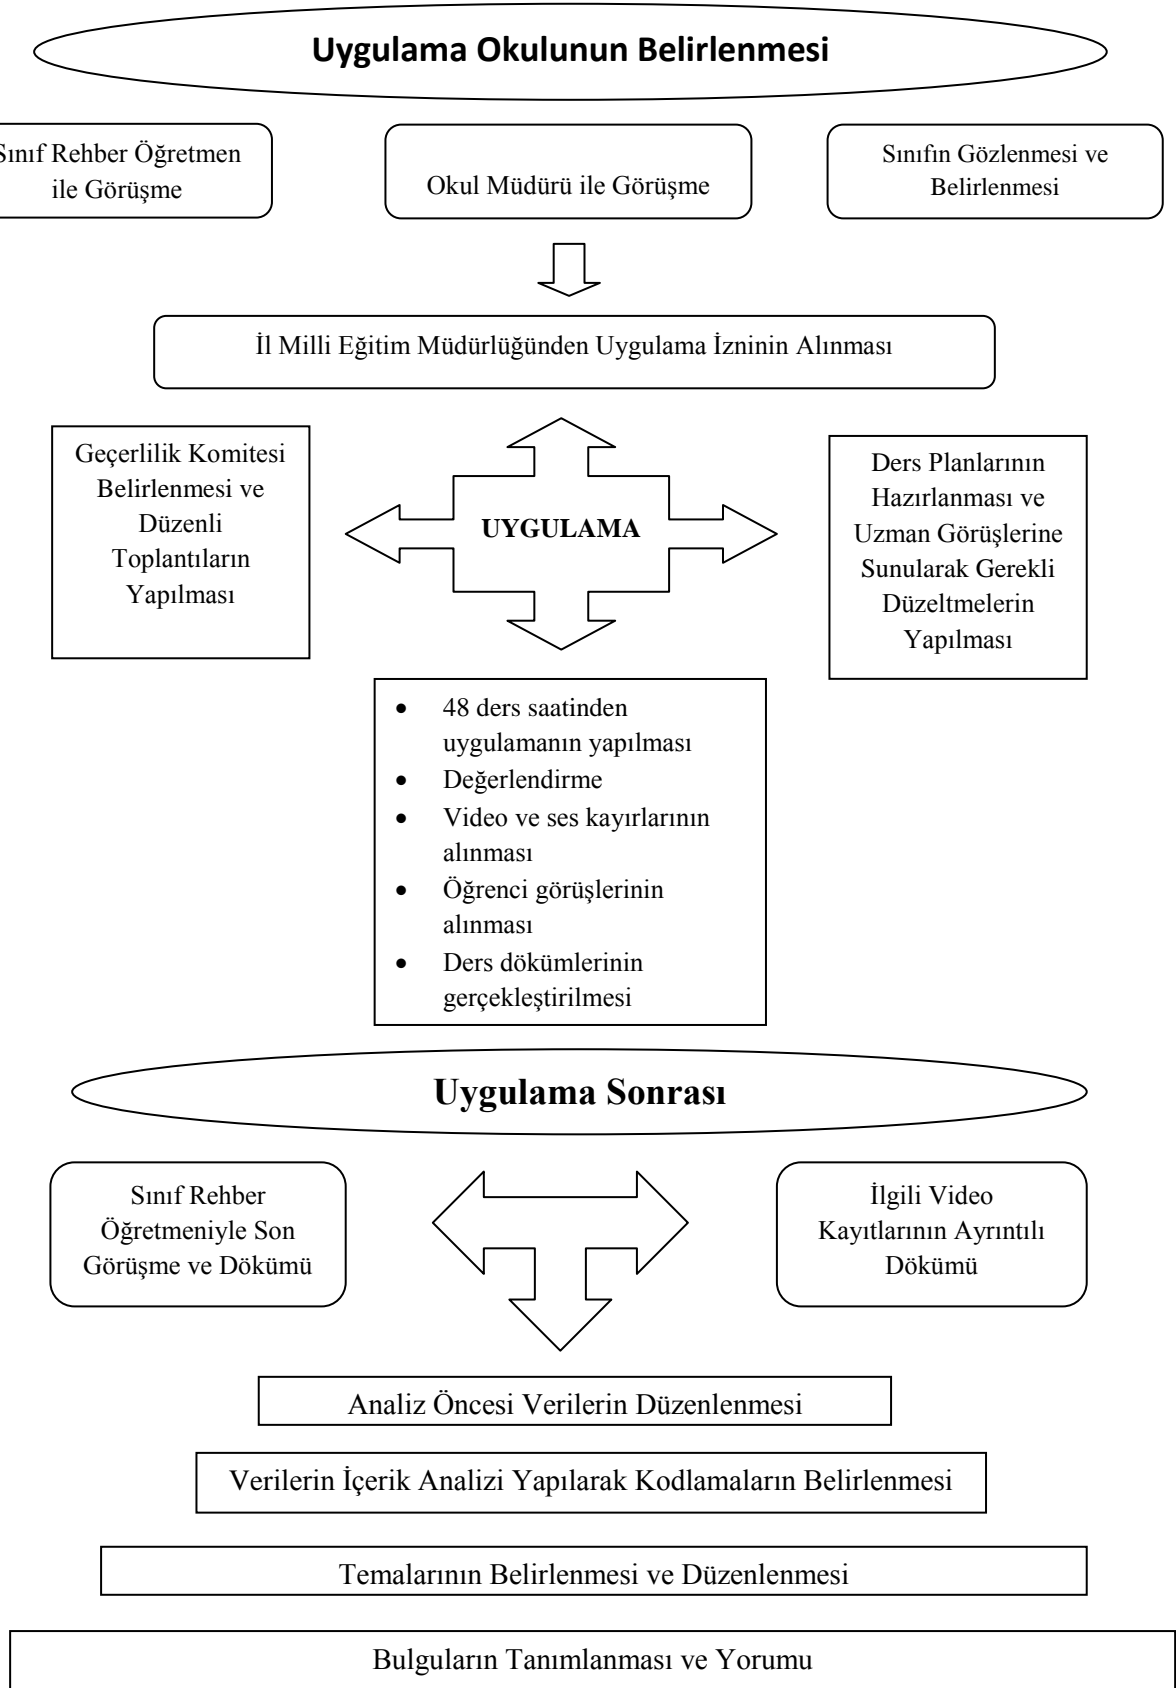 Uygulama Okulunun Belirlenmesi
Sınıf Rehber Öğretmen
ile Görüşme
Okul Müdürü ile Görüşme
Sınıfın Gözlenmesi ve
Belirlenmesi
İl Milli Eğitim Müdürlüğünden Uygulama İzninin Alınması
Geçerlilik Komitesi
Belirlenmesi ve
Düzenli
Toplantıların
Yapılması
UYGULAMA
Ders Planlarının
Hazırlanması ve
Uzman Görüşlerine
Sunularak Gerekli
Düzeltmelerin
Yapılması
• 48 ders saatinden
uygulamanın yapılması
• Değerlendirme
• Video ve ses kayırlarının
alınması
• Öğrenci görüşlerinin
alınması
• Ders dökümlerinin
gerçekleştirilmesi
Uygulama Sonrası
Sınıf Rehber
Öğretmeniyle Son
Görüşme ve Dökümü
İlgili Video
Kayıtlarının Ayrıntılı
Dökümü
Analiz Öncesi Verilerin Düzenlenmesi
Verilerin İçerik Analizi Yapılarak Kodlamaların Belirlenmesi
Temalarının Belirlenmesi ve Düzenlenmesi
Bulguların Tanımlanması ve Yorumu